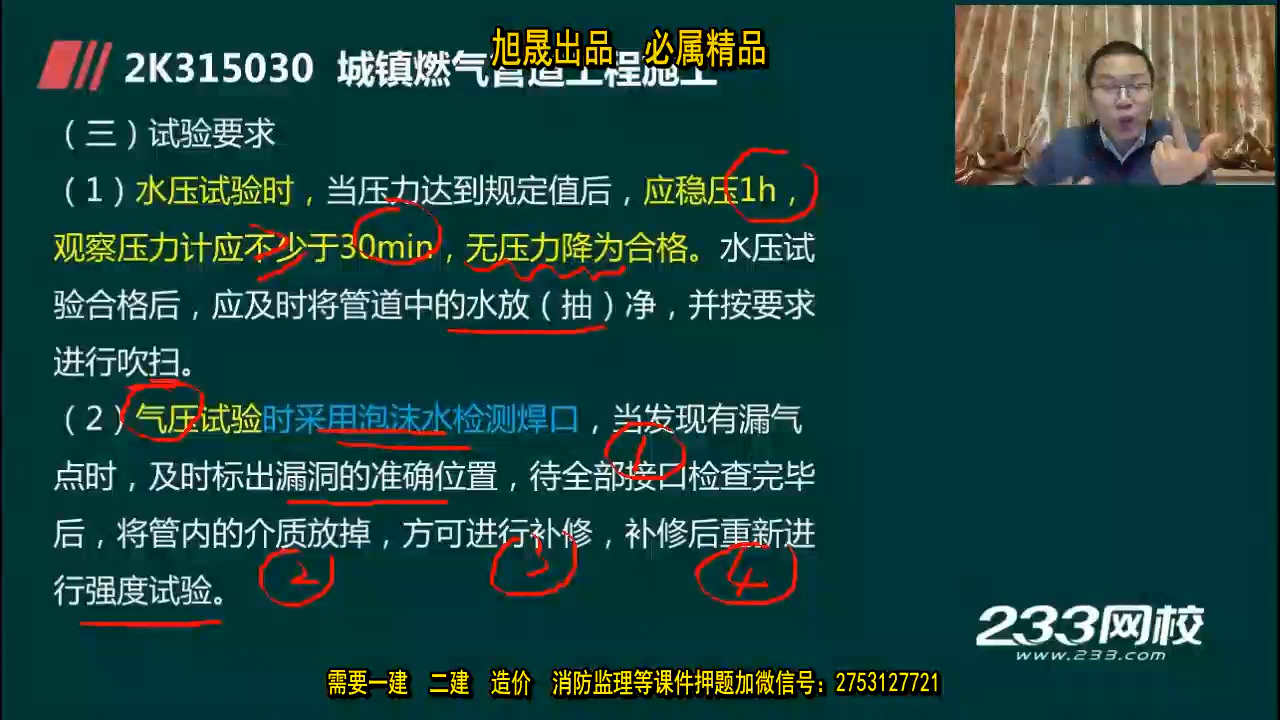 旭晟出品 必属精品
2K315030 城镇燃气管道工程施工
（三）试验要求
（1）水压试验时，当压力达到规定值后，应稳压1h，
观察压力计应不少于30min，无压力降为合格。水压试
验合格后，应及时将管道中的水放（抽）净，并按要求
进行吹扫。
（2）气压试验时采用泡沫水检测焊口，当发现有漏气
①
点时，及时标出漏洞的准确位置，待全部接口检查完毕
后，将管内的介质放掉，方可进行补修，补修后重新进
② ③ ④
行强度试验。
233网校
www.233.com
需要一建 二建 造价 消防监理等课件押题加微信号：2753127721